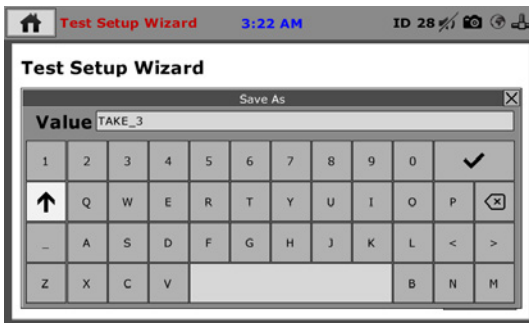 Test Setup Wizard 3:22 AM ID 28
Test Setup Wizard
Save As
Value TAKE_3
1 2 3 4 5 6 7 8 9 0
Q W E R T Y U I O P
_ A S D F G H J K L < >
Z X C V B N M